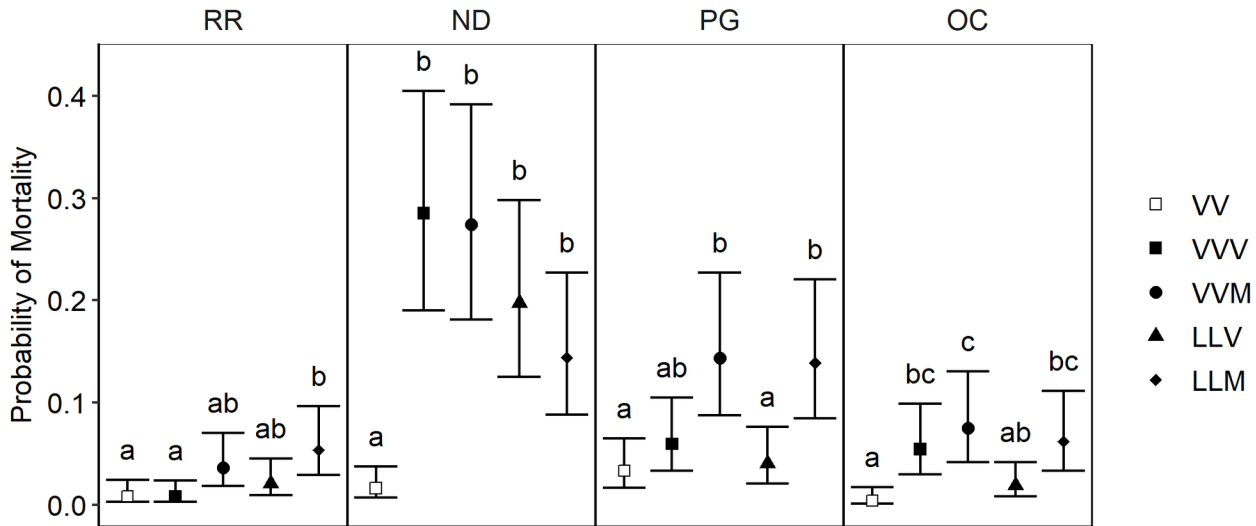 RR ND PG OC
Probability of Mortality
0.4
0.3
0.2
0.1
0.0
a a ab ab b
a b b b b
a ab b a b
a bc c ab bc
VV
VVV
VVM
LLV
LLM